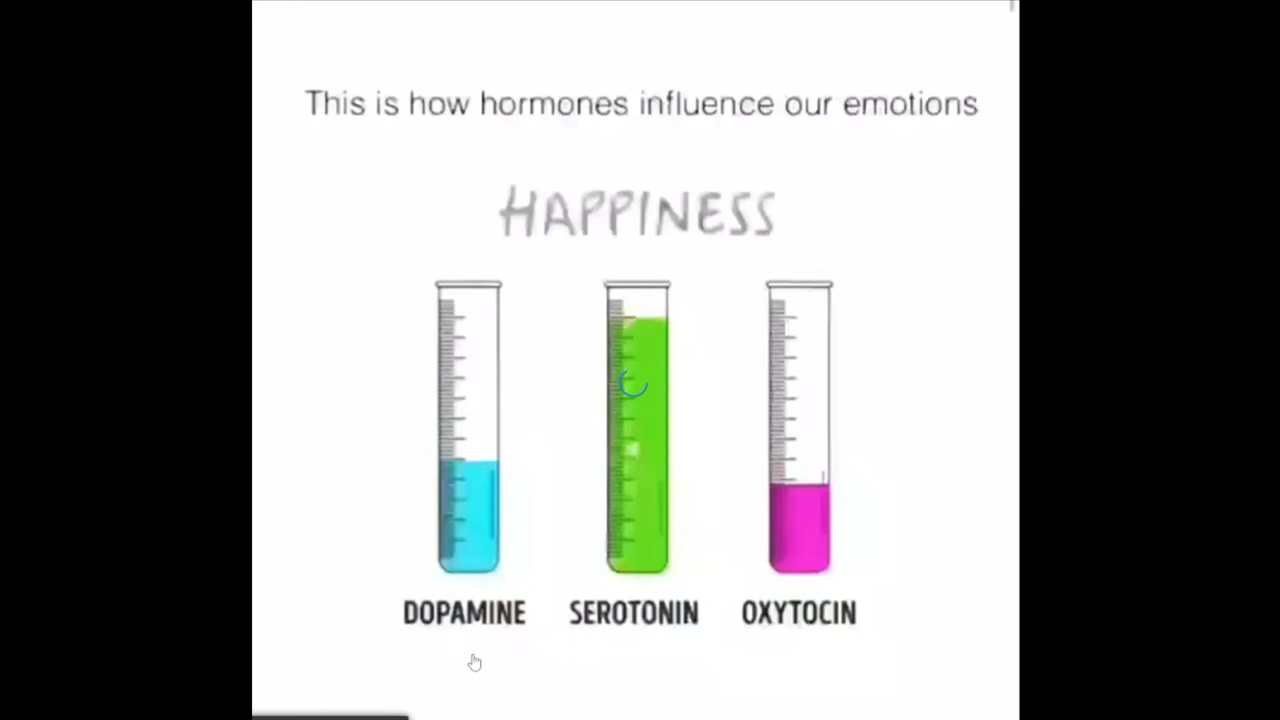 This is how hormones influence our emotions
HAPPINESS
DOPAMINE SEROTONIN OXYTOCIN